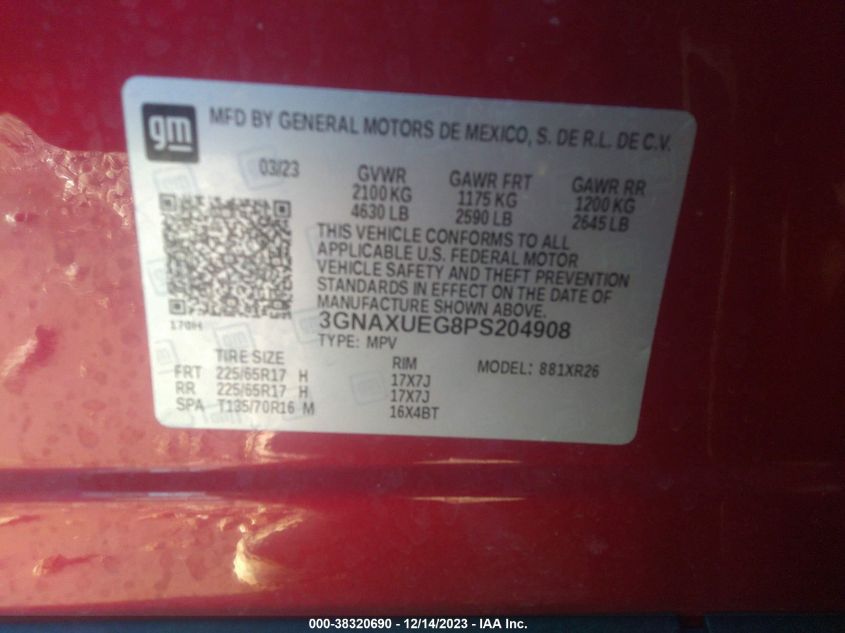 gm
MFD BY GENERAL MOTORS DE MEXICO, S. DE R.L. DE C.V.
03/23
GVWR GAWR FRT GAWR RR
2100 KG 1175 KG 1200 KG
4630 LB 2590 LB 2645 LB
THIS VEHICLE CONFORMS TO ALL
APPLICABLE U.S. FEDERAL MOTOR
VEHICLE SAFETY AND THEFT PREVENTION
STANDARDS IN EFFECT ON THE DATE OF
MANUFACTURE SHOWN ABOVE.
170H
3GNAXUEG8PS204908
TYPE: MPV
MODEL: 881XR26
TIRE SIZE RIM
FRT 225/65R17 H 17X7J
RR 225/65R17 H 17X7J
SPA T135/70R16 M 16X4BT
000-38320690 - 12/14/2023 - IAA Inc.